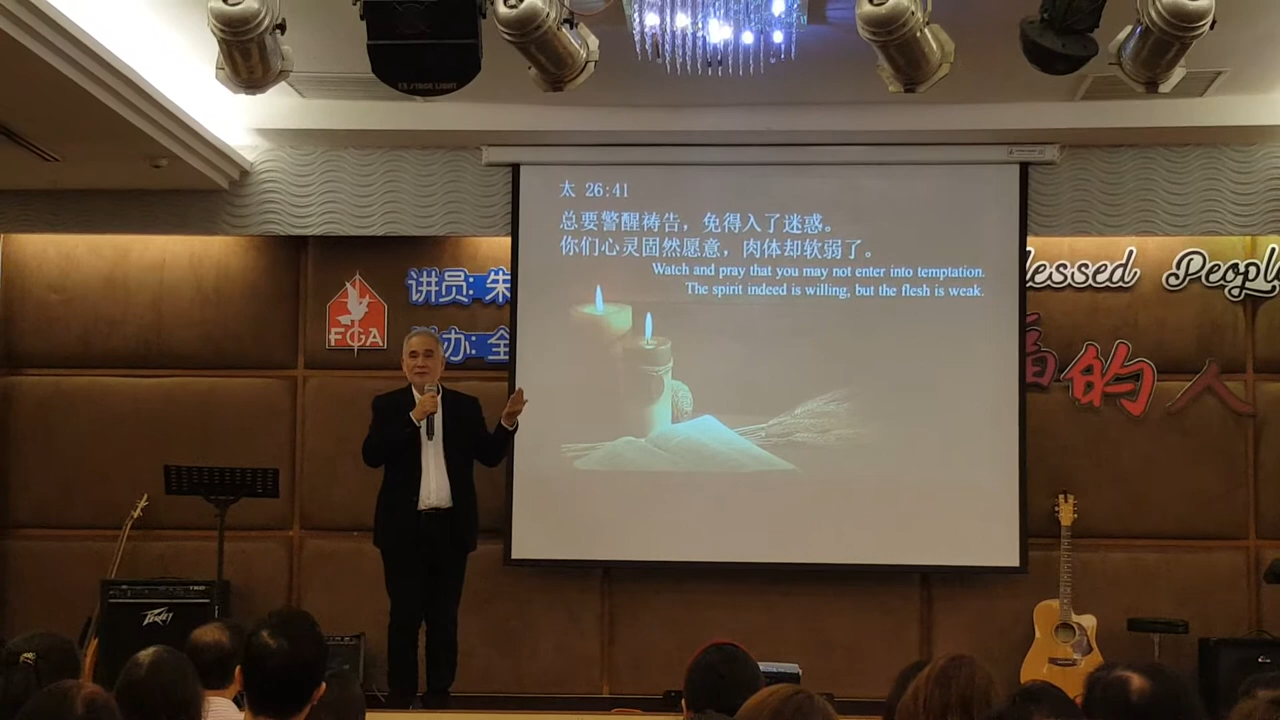 太 26:41
总要警醒祷告，免得入了迷惑。
你们心灵固然愿意，肉体却软弱了。
Watch and pray that you may not enter into temptation.
The spirit indeed is willing, but the flesh is weak.
讲员: 朱
办: 全
FGA
lessed People
的人
PEAVEY